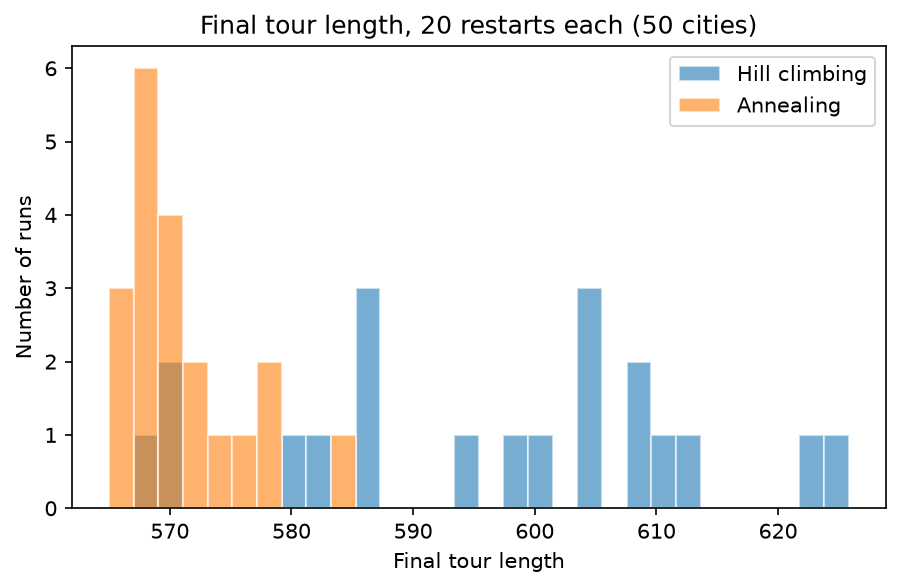 Final tour length, 20 restarts each (50 cities)
Hill climbing
Annealing
Number of runs
6
5
4
3
2
1
0
570 580 590 600 610 620
Final tour length